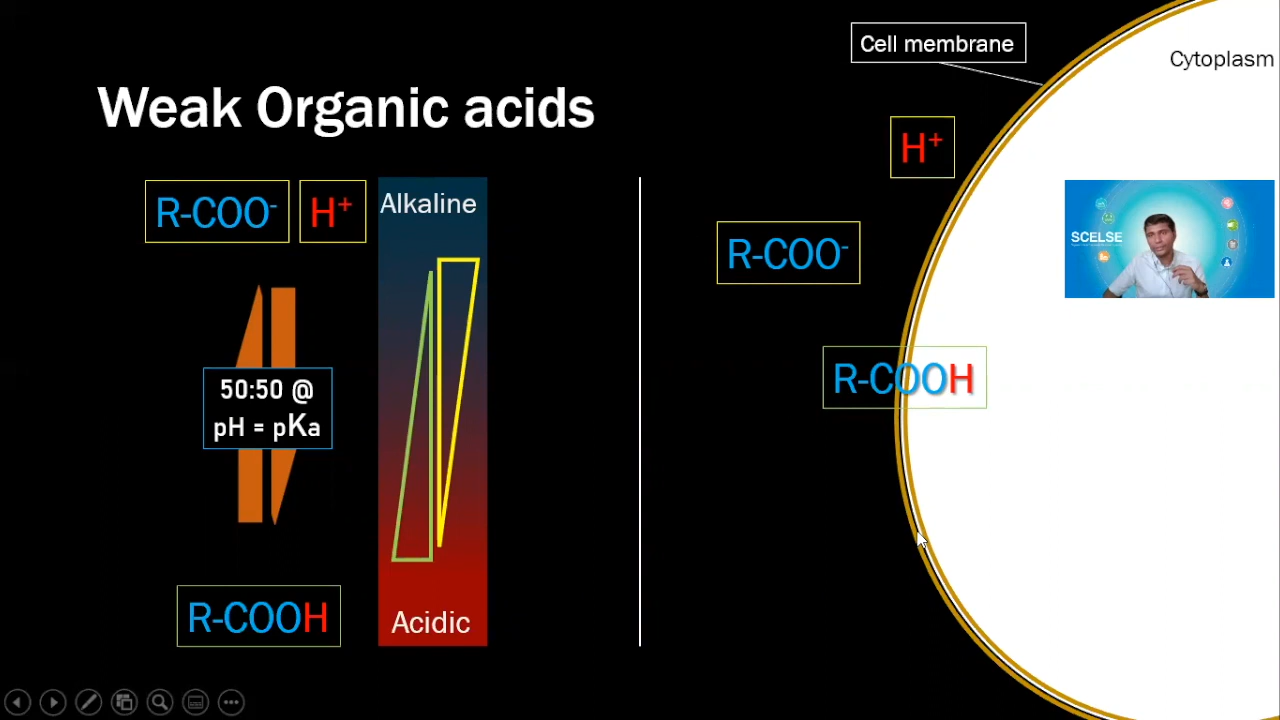 Weak Organic acids
R-COO⁻
H⁺
Alkaline
50:50 @
pH = pKa
R-COOH
Acidic
Cell membrane
Cytoplasm
H⁺
R-COO⁻
R-COOH
SCELSE